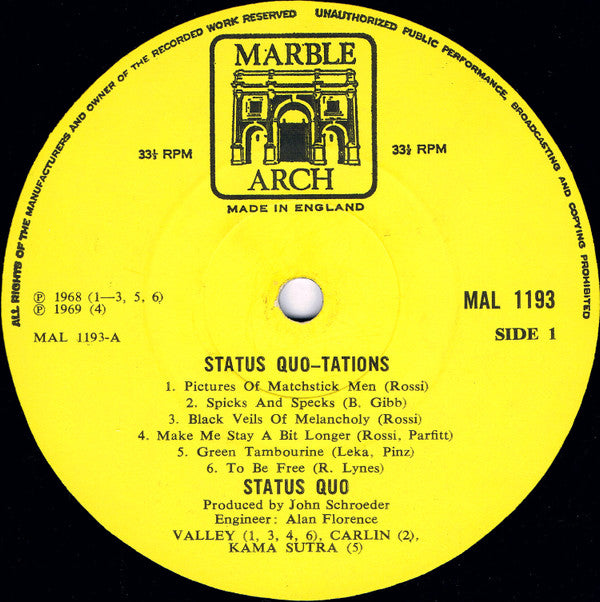 ALL RIGHTS OF THE MANUFACTURERS AND OWNER OF THE RECORDED WORK RESERVED
UNAUTHORIZED PUBLIC PERFORMANCE, BROADCASTING AND COPYING PROHIBITED
MARBLE
ARCH
33⅓ RPM
33⅓ RPM
MADE IN ENGLAND
℗ 1968 (1—3, 5, 6)
℗ 1969 (4)
MAL 1193-A
MAL 1193
SIDE 1
STATUS QUO-TATIONS
1. Pictures Of Matchstick Men (Rossi)
2. Spicks And Specks (B. Gibb)
3. Black Veils Of Melancholy (Rossi)
4. Make Me Stay A Bit Longer (Rossi, Parfitt)
5. Green Tambourine (Leka, Pinz)
6. To Be Free (R. Lynes)
STATUS QUO
Produced by John Schroeder
Engineer: Alan Florence
VALLEY (1, 3, 4, 6), CARLIN (2),
KAMA SUTRA (5)